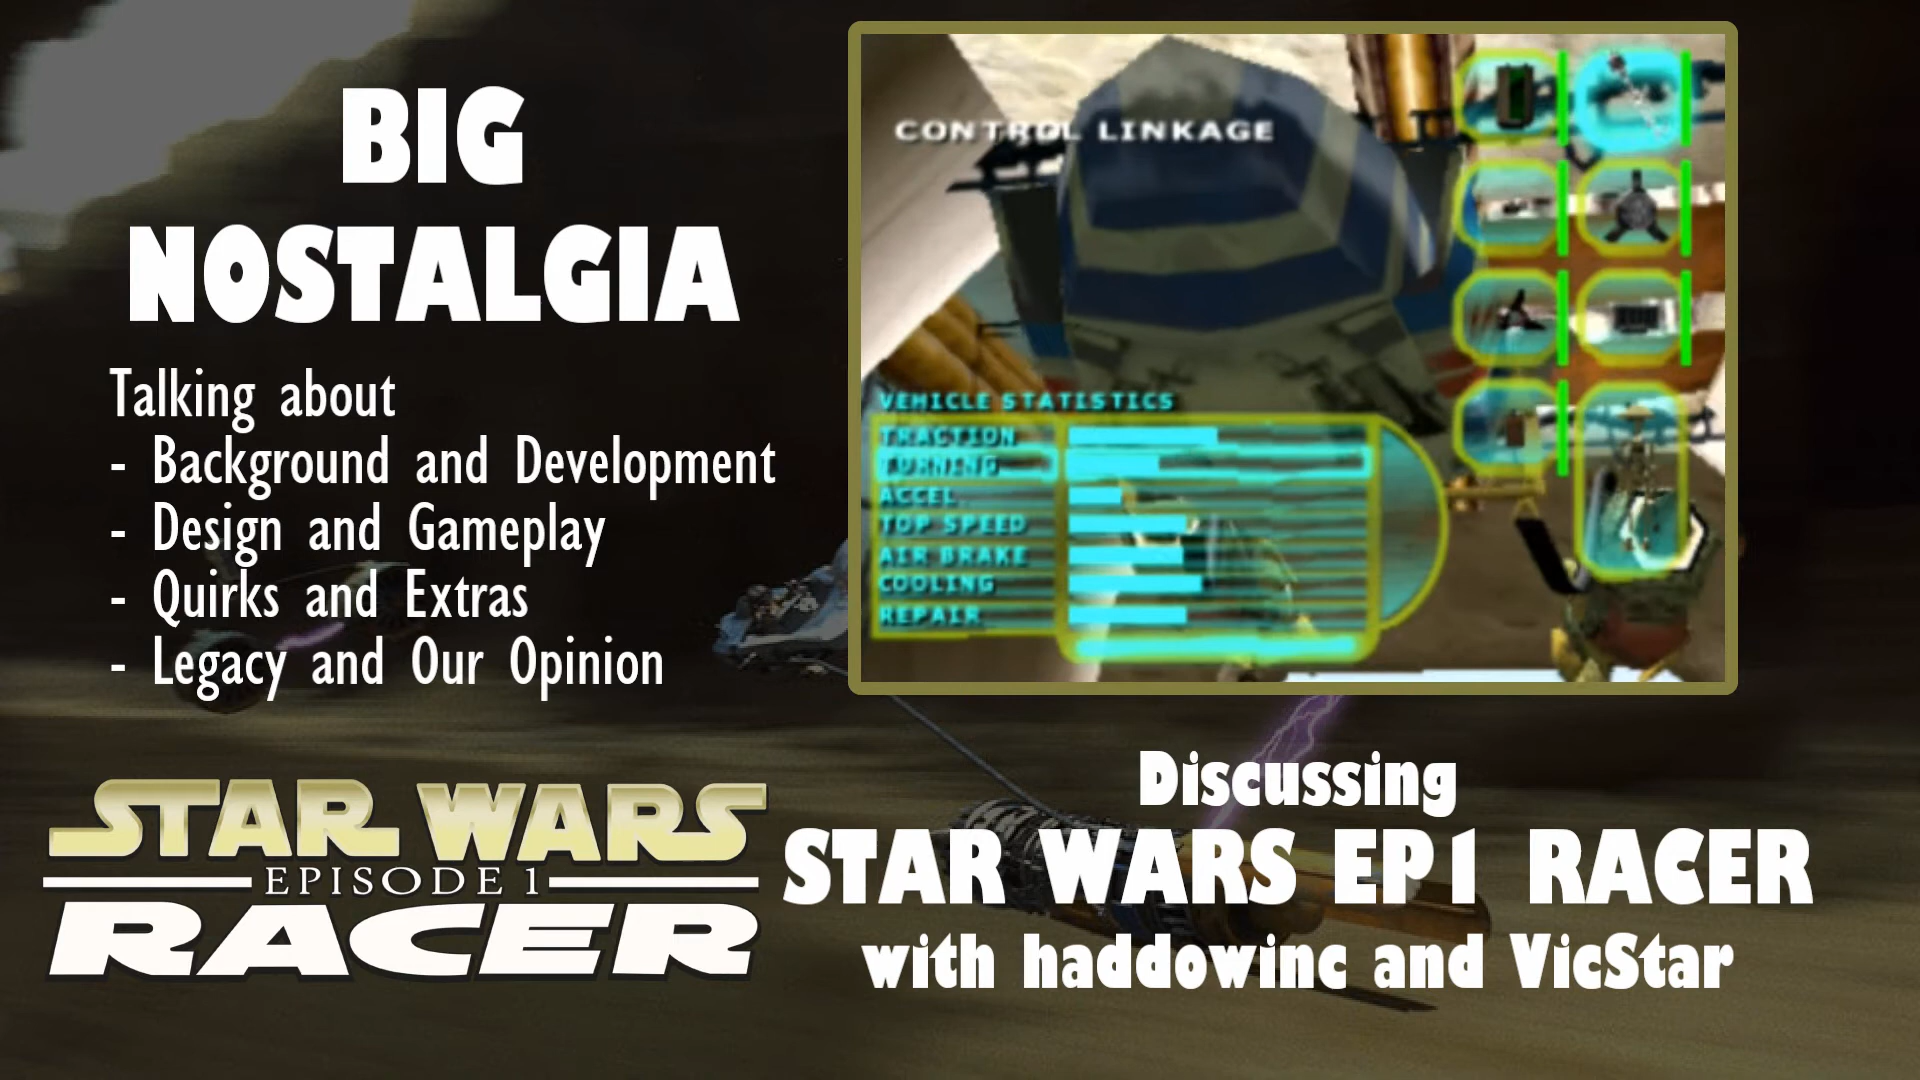 BIG
NOSTALGIA
Talking about
- Background and Development
- Design and Gameplay
- Quirks and Extras
- Legacy and Our Opinion
STAR WARS
EPISODE 1
RACER
CONTROL LINKAGE
VEHICLE STATISTICS
TRACTION
TURNING
ACCEL
TOP SPEED
AIR BRAKE
COOLING
REPAIR
Discussing
STAR WARS EP1 RACER
with haddowinc and VicStar